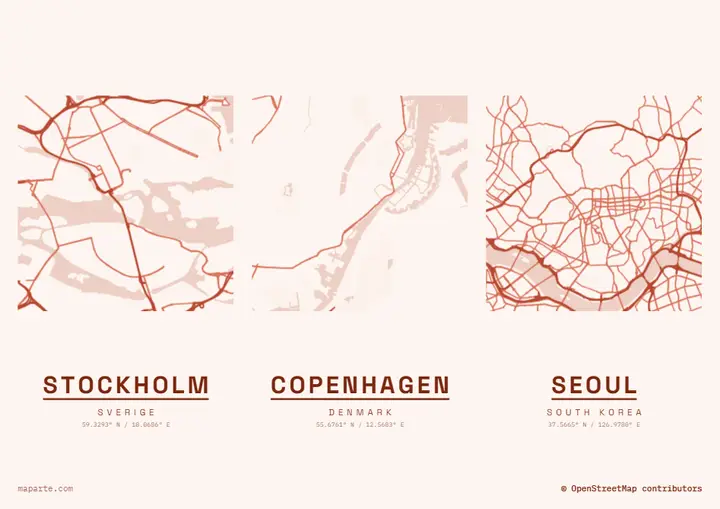 STOCKHOLM
SVERIGE
59.3293° N / 18.0686° E
COPENHAGEN
DENMARK
55.6761° N / 12.5683° E
SEOUL
SOUTH KOREA
37.5665° N / 126.9780° E
maparte.com
© OpenStreetMap contributors